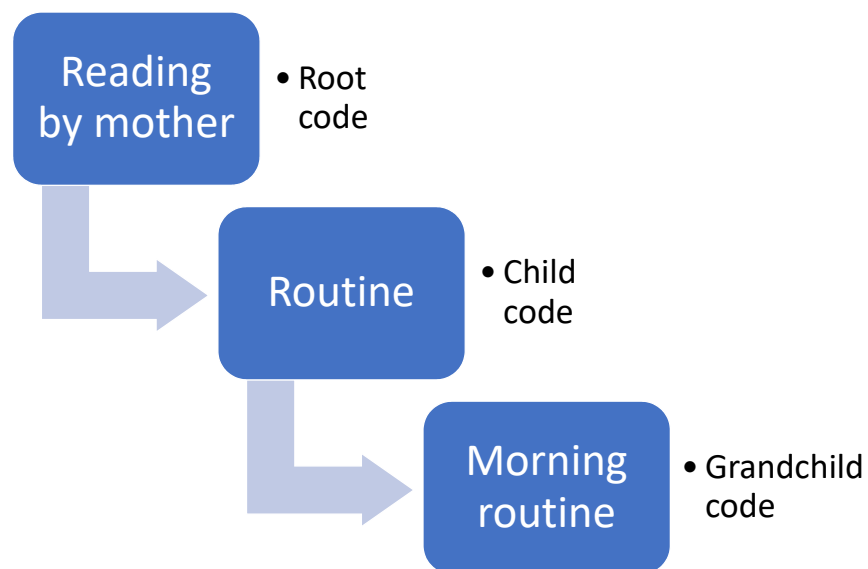 Reading
by mother
• Root
code
Routine
• Child
code
Morning
routine
• Grandchild
code